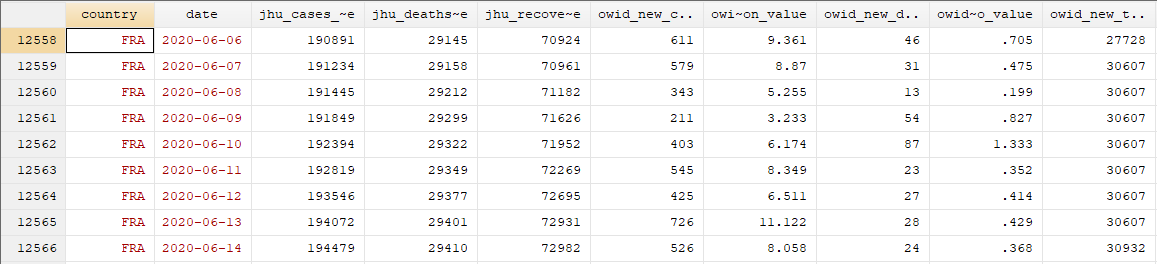 country date jhu_cases_~e jhu_deaths~e jhu_recove~e owid_new_c... owi~on_value owid_new_d... owid~o_value owid_new_t...
12558 FRA 2020-06-06 190891 29145 70924 611 9.361 46 .705 27728
12559 FRA 2020-06-07 191234 29158 70961 579 8.87 31 .475 30607
12560 FRA 2020-06-08 191445 29212 71182 343 5.255 13 .199 30607
12561 FRA 2020-06-09 191849 29299 71626 211 3.233 54 .827 30607
12562 FRA 2020-06-10 192394 29322 71952 403 6.174 87 1.333 30607
12563 FRA 2020-06-11 192819 29349 72269 545 8.349 23 .352 30607
12564 FRA 2020-06-12 193546 29377 72695 425 6.511 27 .414 30607
12565 FRA 2020-06-13 194072 29401 72931 726 11.122 28 .429 30607
12566 FRA 2020-06-14 194479 29410 72982 526 8.058 24 .368 30932